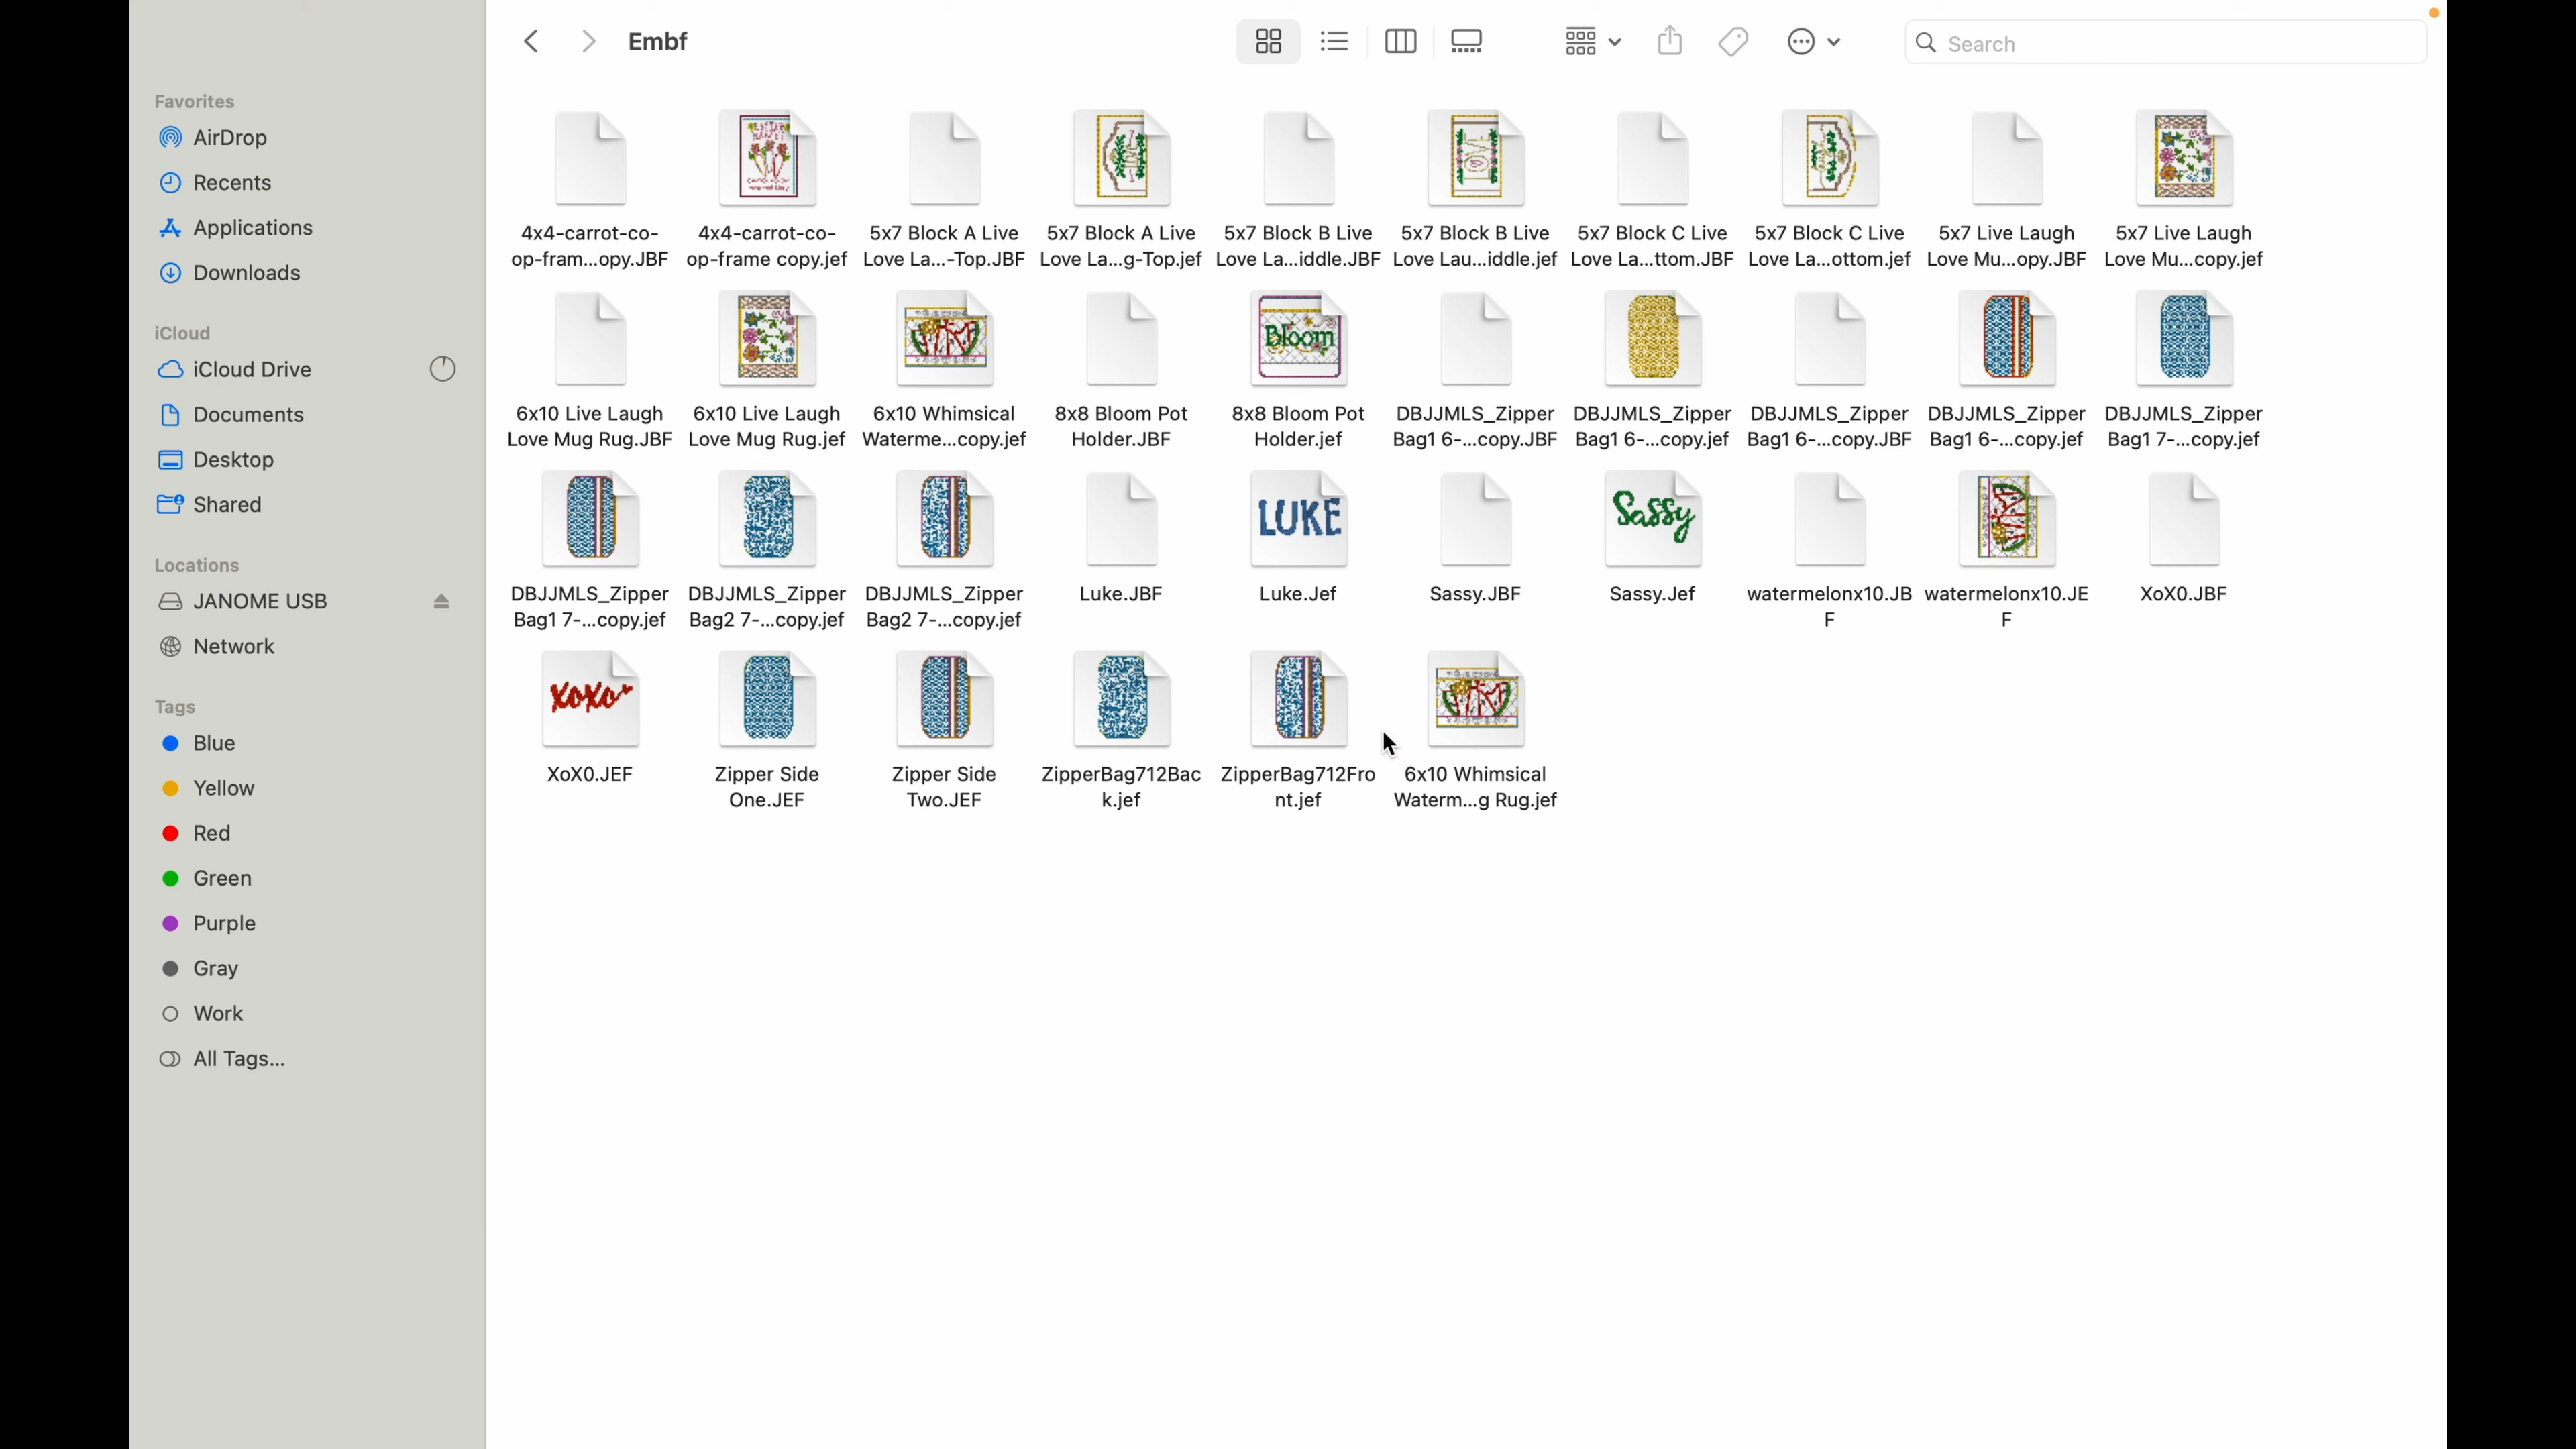 Embf
Search
Favorites
AirDrop
Recents
Applications
Downloads
iCloud
iCloud Drive
Documents
Desktop
Shared
Locations
JANOME USB
Network
Tags
Blue
Yellow
Red
Green
Purple
Gray
Work
All Tags...
4x4-carrot-co-
op-fram...opy.JBF
4x4-carrot-co-
op-frame copy.jef
5x7 Block A Live
Love La...-Top.JBF
5x7 Block A Live
Love La...g-Top.jef
5x7 Block B Live
Love La...iddle.JBF
5x7 Block B Live
Love Lau...iddle.jef
5x7 Block C Live
Love La...ttom.JBF
5x7 Block C Live
Love La...ottom.jef
5x7 Live Laugh
Love Mu...opy.JBF
5x7 Live Laugh
Love Mu...copy.jef
6x10 Live Laugh
Love Mug Rug.JBF
6x10 Live Laugh
Love Mug Rug.jef
6x10 Whimsical
Waterme...copy.jef
8x8 Bloom Pot
Holder.JBF
Bloom
8x8 Bloom Pot
Holder.jef
DBJJMLS_Zipper
Bag1 6-...copy.JBF
DBJJMLS_Zipper
Bag1 6-...copy.jef
DBJJMLS_Zipper
Bag1 6-...copy.JBF
DBJJMLS_Zipper
Bag1 6-...copy.jef
DBJJMLS_Zipper
Bag1 7-...copy.jef
DBJJMLS_Zipper
Bag1 7-...copy.jef
DBJJMLS_Zipper
Bag2 7-...copy.jef
DBJJMLS_Zipper
Bag2 7-...copy.jef
Luke.JBF
LUKE
Luke.Jef
Sassy.JBF
Sassy
Sassy.Jef
watermelonx10.JB
F
watermelonx10.JE
F
XoX0.JBF
xoxo
XoX0.JEF
Zipper Side
One.JEF
Zipper Side
Two.JEF
ZipperBag712Bac
k.jef
ZipperBag712Fro
nt.jef
6x10 Whimsical
Waterm...g Rug.jef